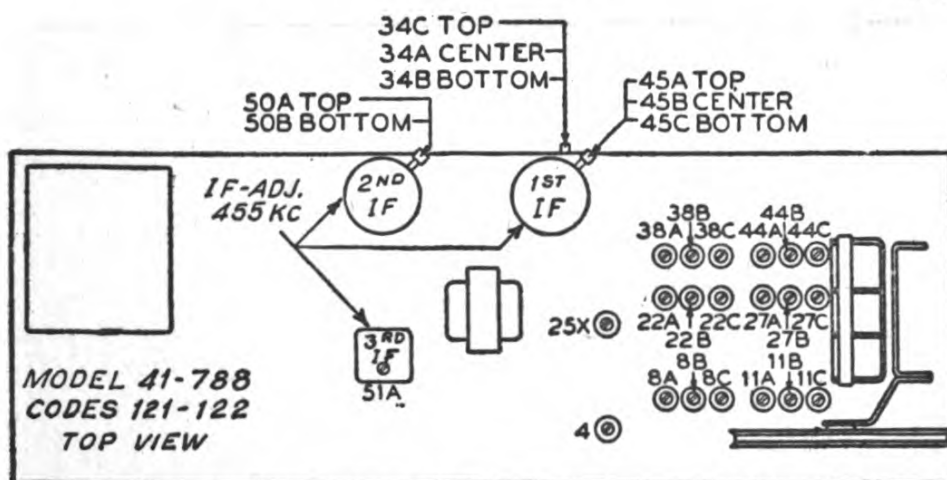 34C TOP
34A CENTER
34B BOTTOM
50A TOP
50B BOTTOM
45A TOP
45B CENTER
45C BOTTOM
IF-ADJ.
455 KC
2ND
IF
1ST
IF
38B
38A 38C
44B
44A 44C
25X
22A 22C
22B
27A 27C
27B
3RD
IF
51A
8B
8A 8C
11B
11A 11C
4
MODEL 41-788
CODES 121-122
TOP VIEW